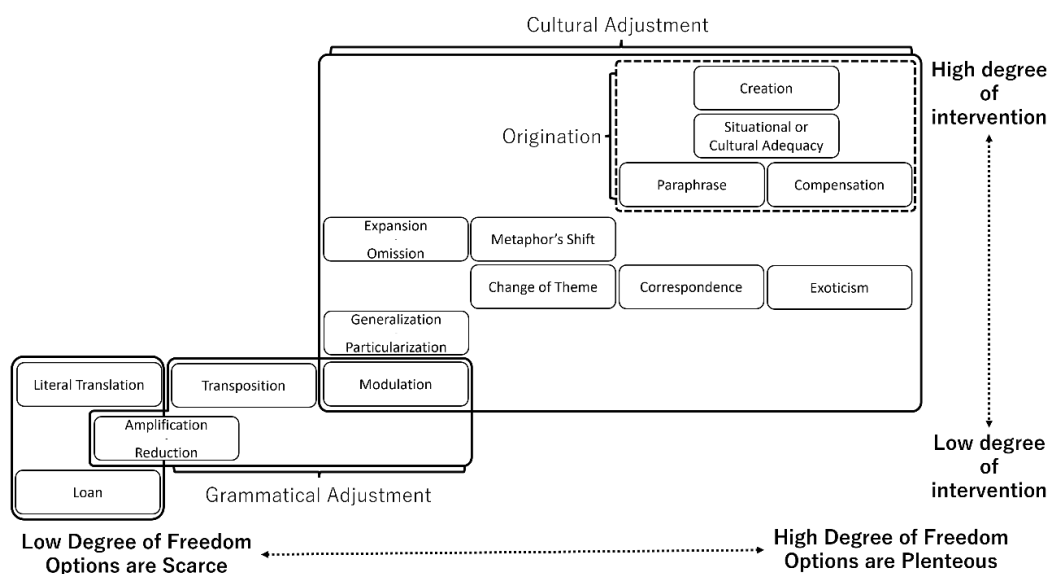 Cultural Adjustment
High degree
of
intervention
Creation
Origination
Situational or
Cultural Adequacy
Paraphrase
Compensation
Expansion
·
Omission
Metaphor's Shift
Change of Theme
Correspondence
Exoticism
Generalization
·
Particularization
Literal Translation
Transposition
Modulation
Amplification
·
Reduction
Low degree
of
intervention
Loan
Grammatical Adjustment
Low Degree of Freedom
Options are Scarce
High Degree of Freedom
Options are Plenteous